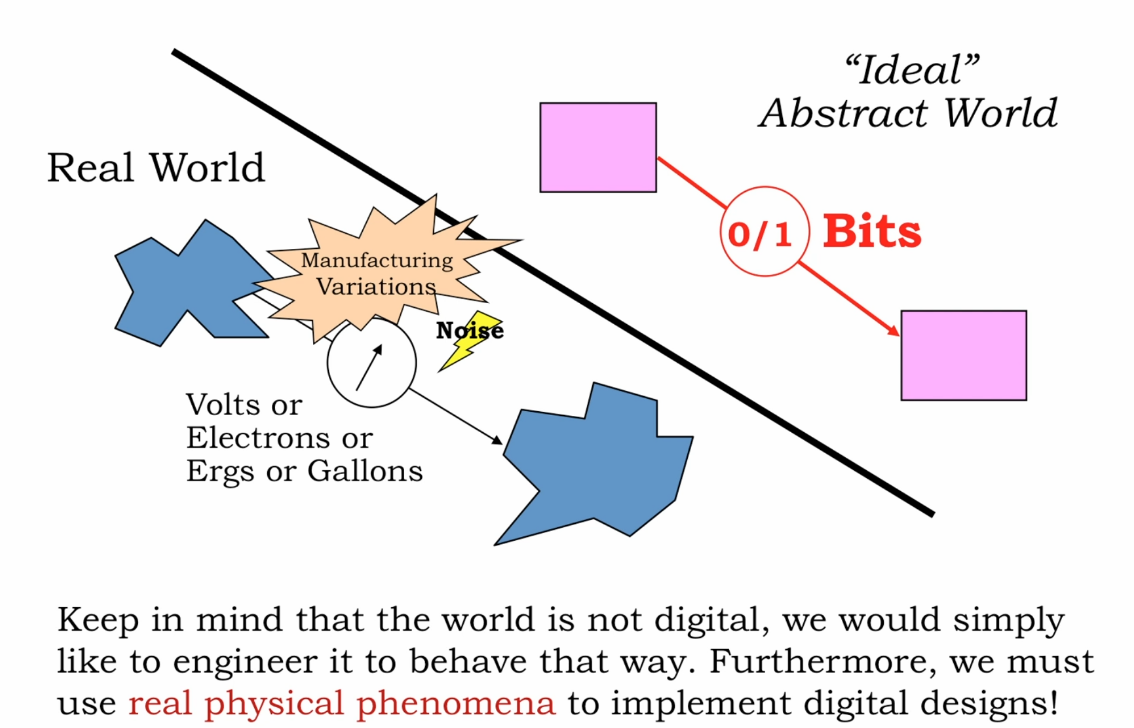 “Ideal”
Abstract World
Real World
0/1 Bits
Manufacturing
Variations
Noise
Volts or
Electrons or
Ergs or Gallons
Keep in mind that the world is not digital, we would simply
like to engineer it to behave that way. Furthermore, we must
use real physical phenomena to implement digital designs!